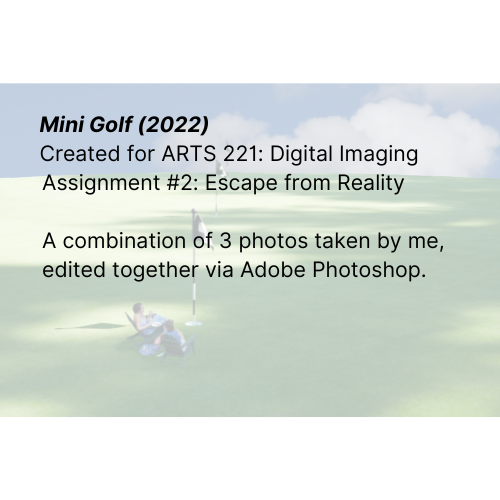 Mini Golf (2022)
Created for ARTS 221: Digital Imaging
Assignment #2: Escape from Reality
A combination of 3 photos taken by me,
edited together via Adobe Photoshop.